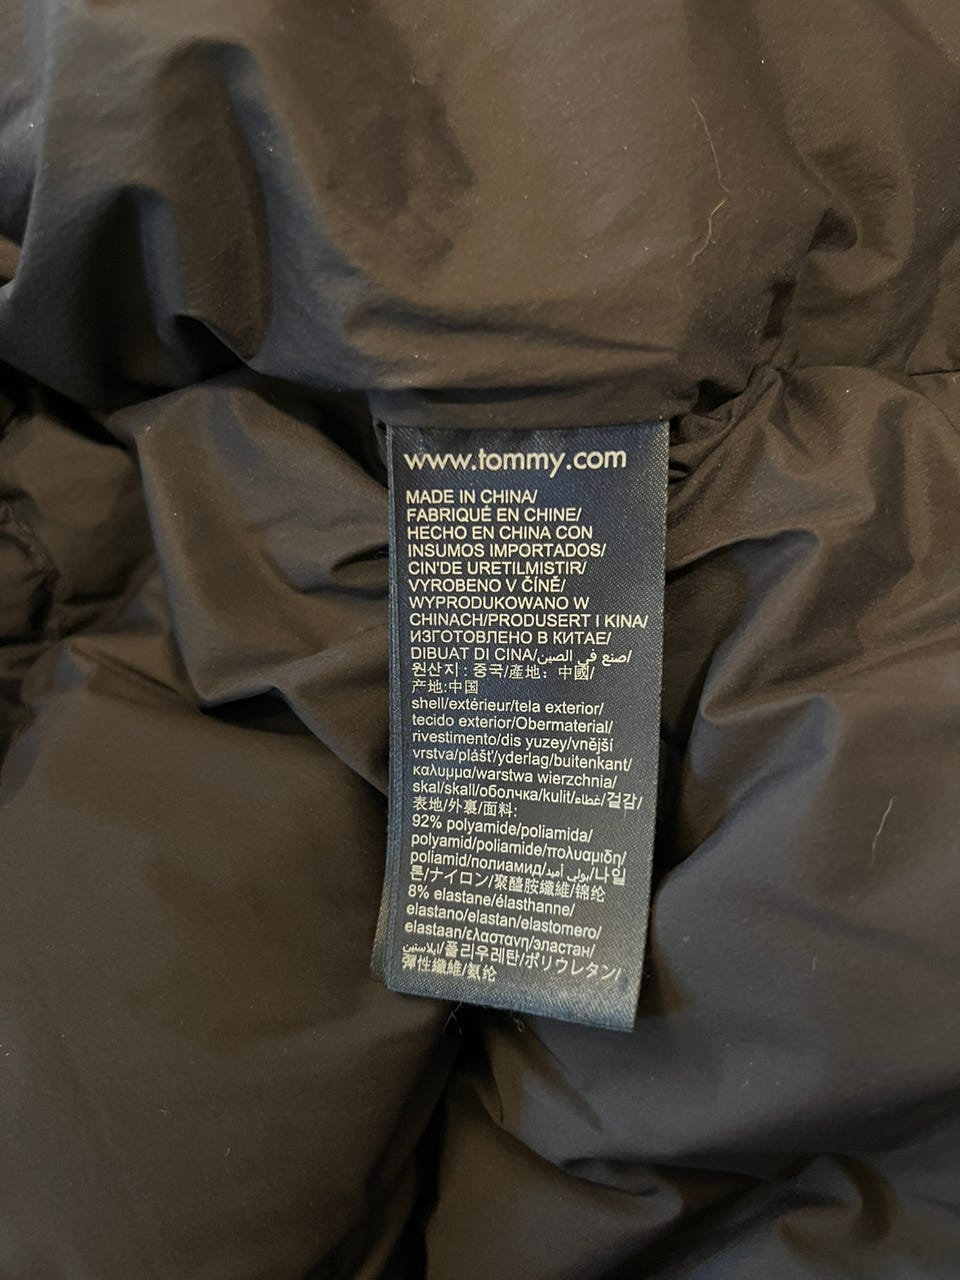 www.tommy.com
MADE IN CHINA/
FABRIQUÉ EN CHINE/
HECHO EN CHINA CON
INSUMOS IMPORTADOS/
CIN'DE URETILMISTIR/
VYROBENO V ČÍNĚ/
WYPRODUKOWANO W
CHINACH/PRODUSERT I KINA/
ИЗГОТОВЛЕНО В КИТАЕ/
DIBUAT DI CINA/صنع في الصين/
원산지 : 중국/產地：中國/
产地:中国
shell/extérieur/tela exterior/
tecido exterior/Obermaterial/
rivestimento/dis yuzey/vnější
vrstva/plášť/yderlag/buitenkant/
καλυμμα/warstwa wierzchnia/
skal/skall/оболчка/kulit/غطاء/겉감/
表地/外裏/面料:
92% polyamide/poliamida/
polyamid/poliamide/πολυαμιδη/
poliamid/полиамид/بولي أميد/나일
론/ナイロン/聚醯胺纖維/锦纶
8% elastane/élasthanne/
elastano/elastan/elastomero/
elastaan/ελαστανη/эластан/
ايلاستين/폴리우레탄/ポリウレタン/
彈性纖維/氨纶